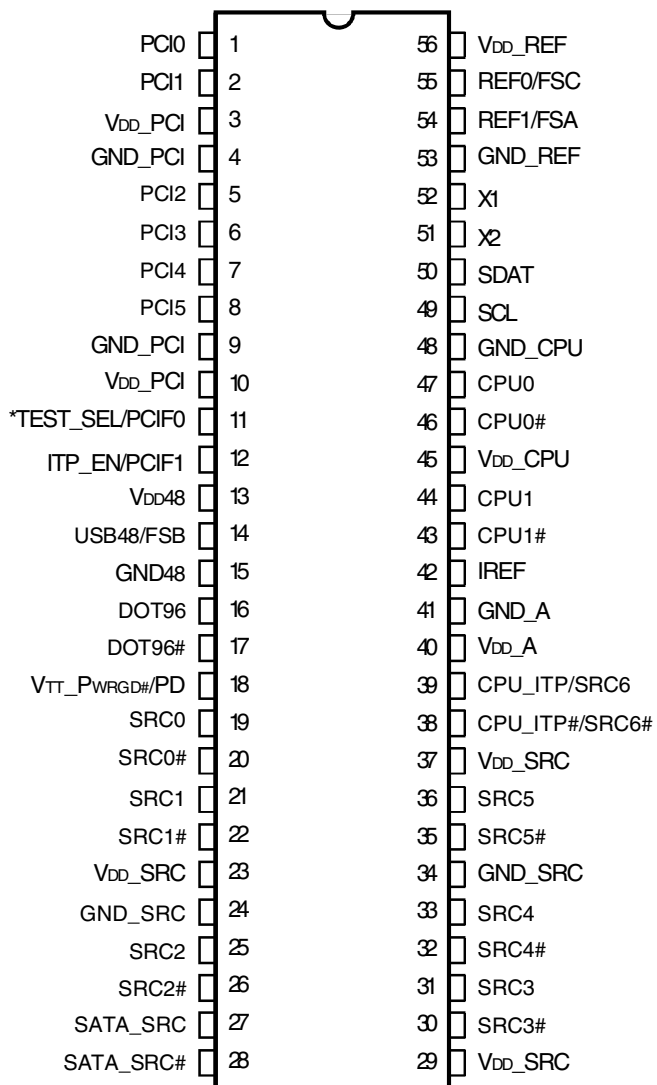 PCI0 1 56 VDD_REF
PCI1 2 55 REF0/FSC
VDD_PCI 3 54 REF1/FSA
GND_PCI 4 53 GND_REF
PCI2 5 52 X1
PCI3 6 51 X2
PCI4 7 50 SDAT
PCI5 8 49 SCL
GND_PCI 9 48 GND_CPU
VDD_PCI 10 47 CPU0
*TEST_SEL/PCIF0 11 46 CPU0#
ITP_EN/PCIF1 12 45 VDD_CPU
VDD48 13 44 CPU1
USB48/FSB 14 43 CPU1#
GND48 15 42 IREF
DOT96 16 41 GND_A
DOT96# 17 40 VDD_A
VTT_PWRGD#/PD 18 39 CPU_ITP/SRC6
SRC0 19 38 CPU_ITP#/SRC6#
SRC0# 20 37 VDD_SRC
SRC1 21 36 SRC5
SRC1# 22 35 SRC5#
VDD_SRC 23 34 GND_SRC
GND_SRC 24 33 SRC4
SRC2 25 32 SRC4#
SRC2# 26 31 SRC3
SATA_SRC 27 30 SRC3#
SATA_SRC# 28 29 VDD_SRC